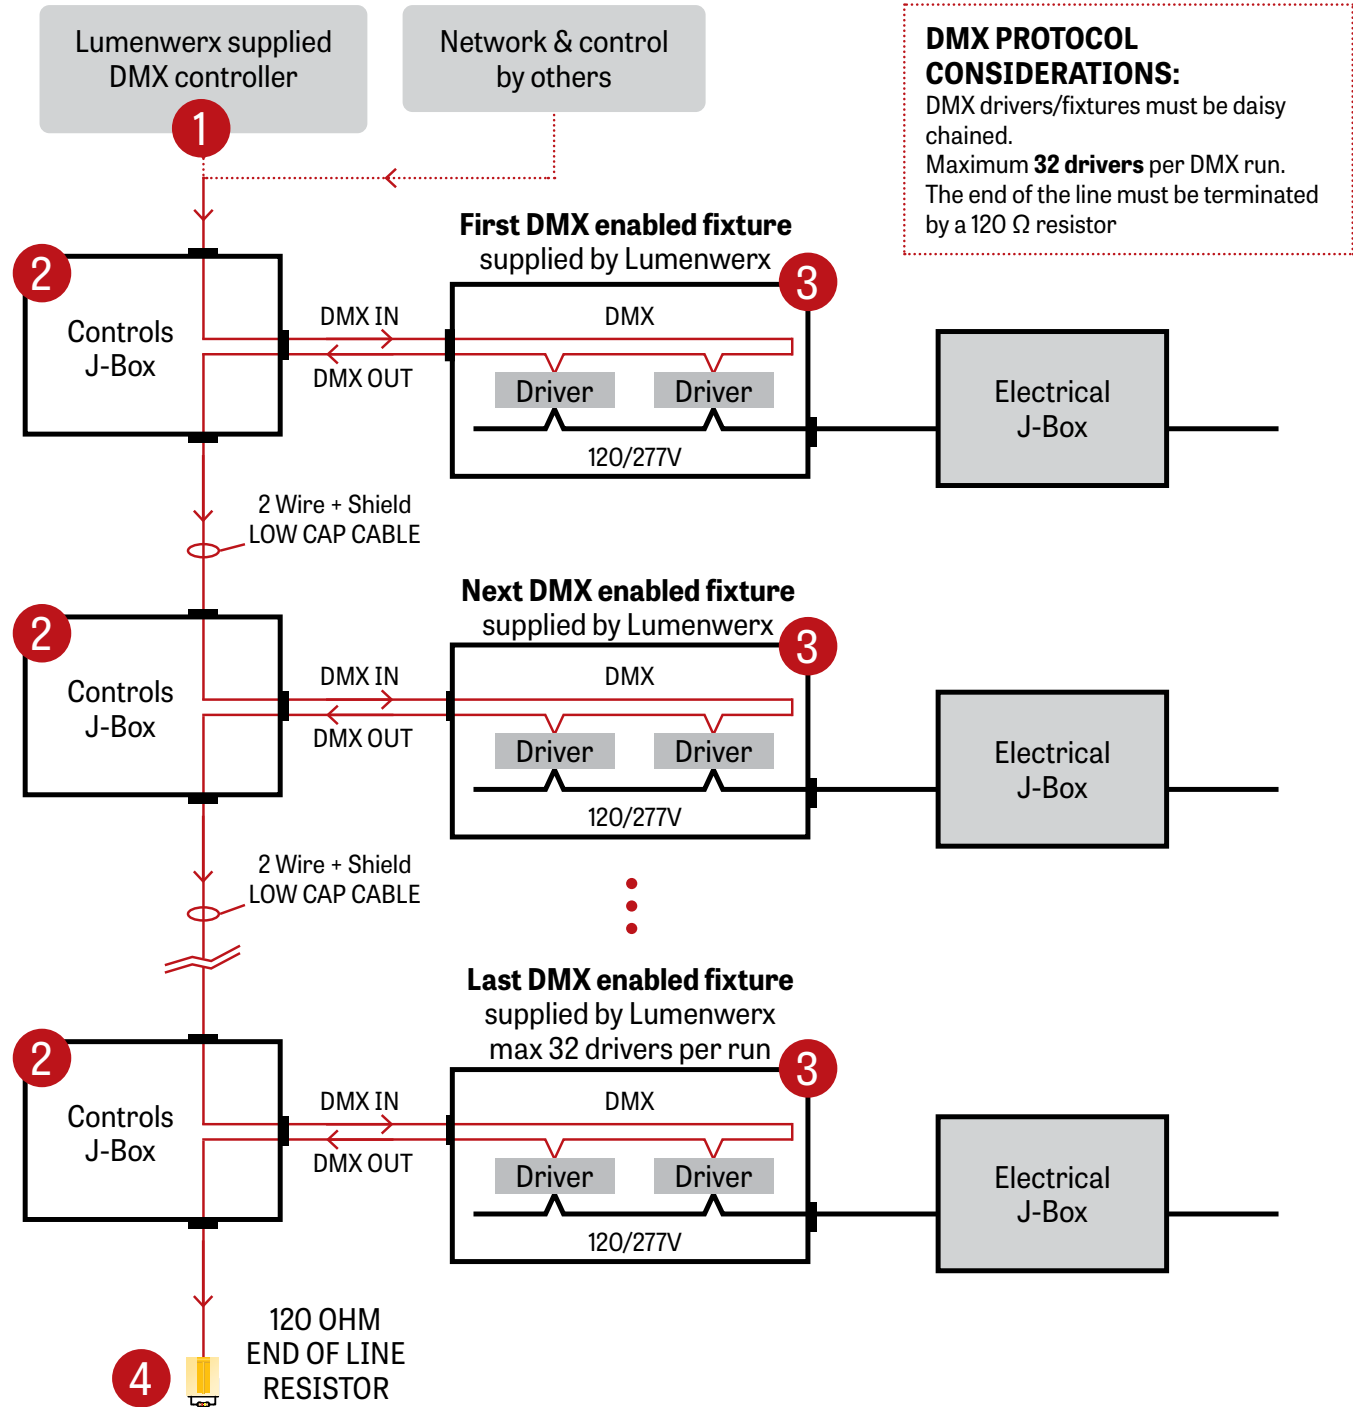 Lumenwerx supplied
DMX controller
1
Network & control
by others
DMX PROTOCOL
CONSIDERATIONS:
DMX drivers/fixtures must be daisy
chained.
Maximum 32 drivers per DMX run.
The end of the line must be terminated
by a 120 Ω resistor
2
Controls
J-Box
DMX IN
DMX OUT
First DMX enabled fixture
supplied by Lumenwerx
3
DMX
Driver
Driver
120/277V
Electrical
J-Box
2 Wire + Shield
LOW CAP CABLE
2
Controls
J-Box
DMX IN
DMX OUT
Next DMX enabled fixture
supplied by Lumenwerx
3
DMX
Driver
Driver
120/277V
Electrical
J-Box
2 Wire + Shield
LOW CAP CABLE
2
Controls
J-Box
DMX IN
DMX OUT
Last DMX enabled fixture
supplied by Lumenwerx
max 32 drivers per run
3
DMX
Driver
Driver
120/277V
Electrical
J-Box
4
120 OHM
END OF LINE
RESISTOR